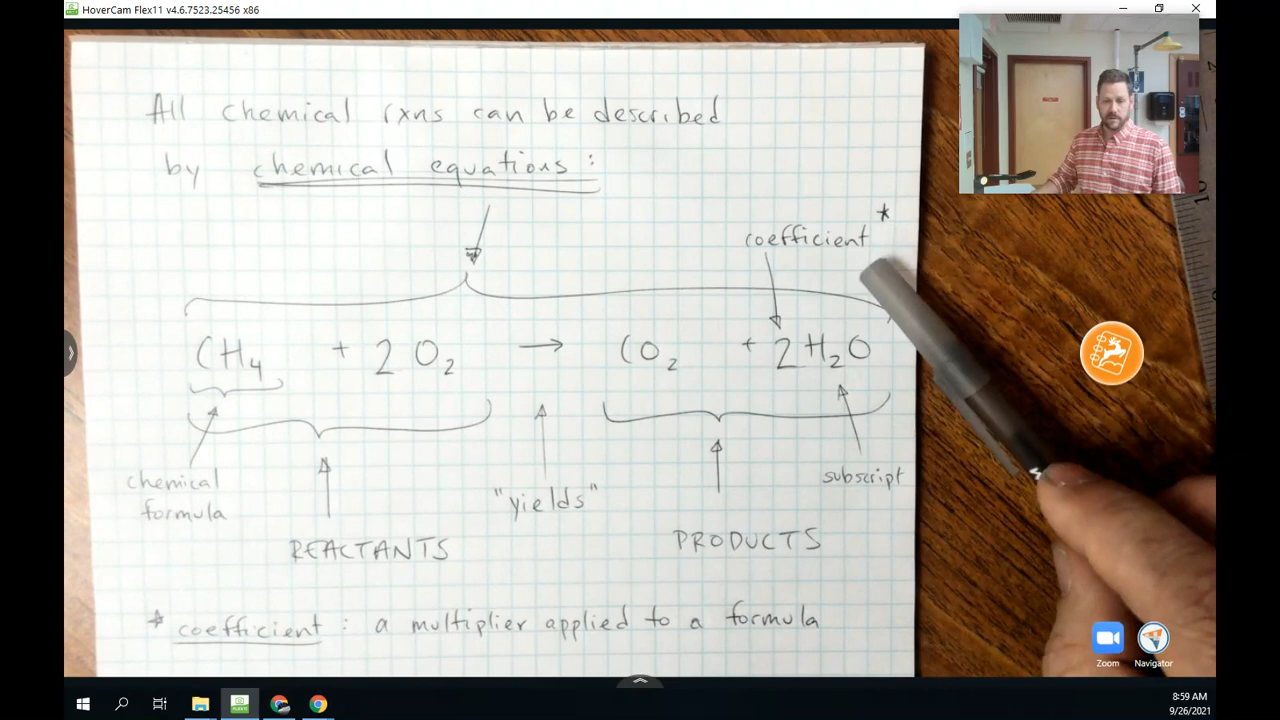 HoverCam Flex11 v4.6.7523.25456 x86
All chemical rxns can be described
by chemical equations:
coefficient *
CH₄ + 2 O₂ → CO₂ + 2 H₂O
chemical
formula
"yields"
subscript
REACTANTS
PRODUCTS
* coefficient : a multiplier applied to a formula
Zoom
Navigator
8:59 AM
9/26/2021